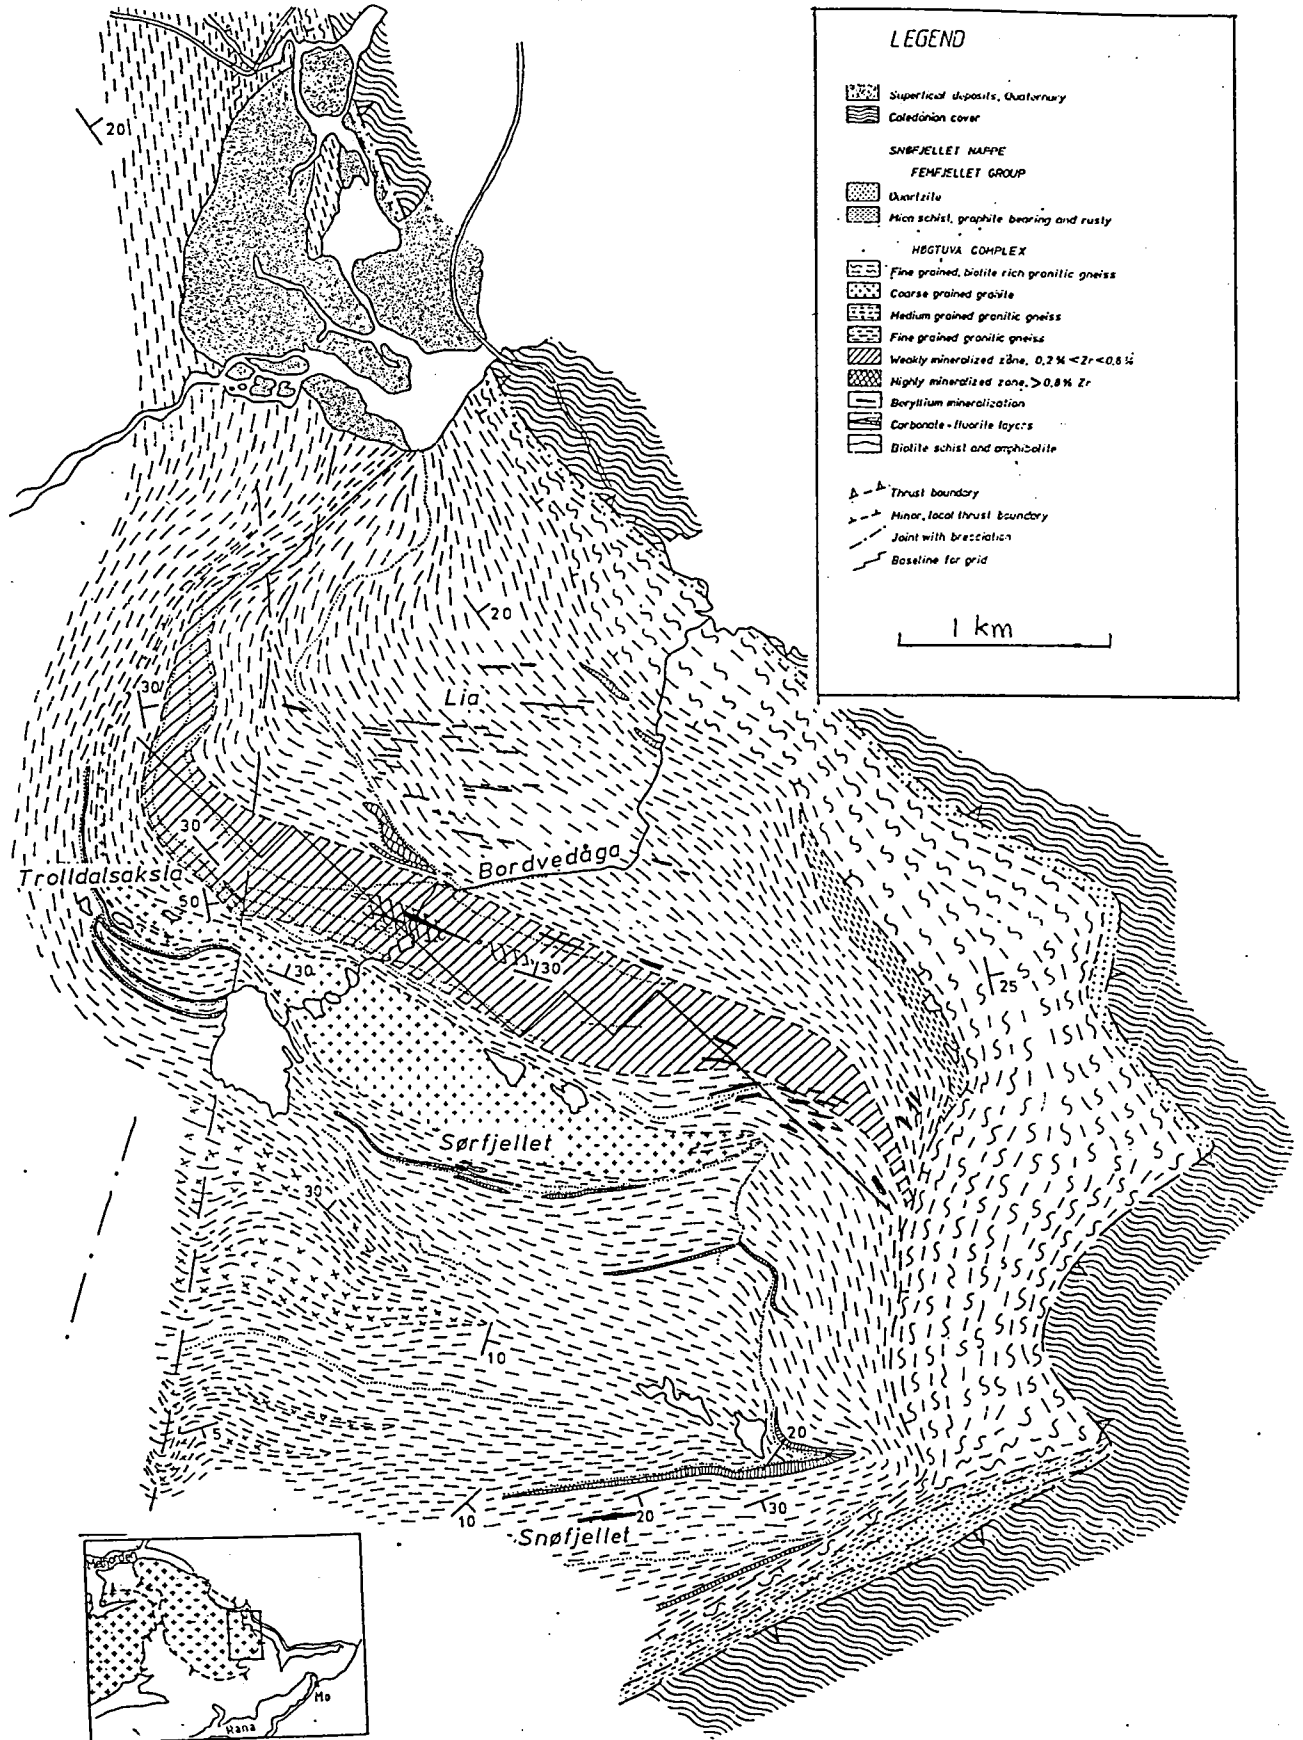 LEGEND
Superficial deposits, Quaternary
Caledonian cover
SNØFJELLET NAPPE
FEMFJELLET GROUP
Quartzite
Mica schist, graphite bearing and rusty
HØGTUVA COMPLEX
Fine grained, biotite rich granitic gneiss
Coarse grained granite
Medium grained granitic gneiss
Fine grained granitic gneiss
Weakly mineralized zone, 0,2 % < Zr < 0,8 %
Highly mineralized zone, > 0,8 % Zr
Beryllium mineralization
Carbonate - fluorite layers
Biotite schist and amphibolite
Thrust boundary
Minor, local thrust boundary
Joint with brecciation
Baseline for grid
1 km
20
20
30
Lia
30
Bordvedåga
Trolldalsaksla
50
30
30
25
Sørfjellet
30
10
5
20
10
20
30
Snøfjellet
Melfjorden
Mo
Rana